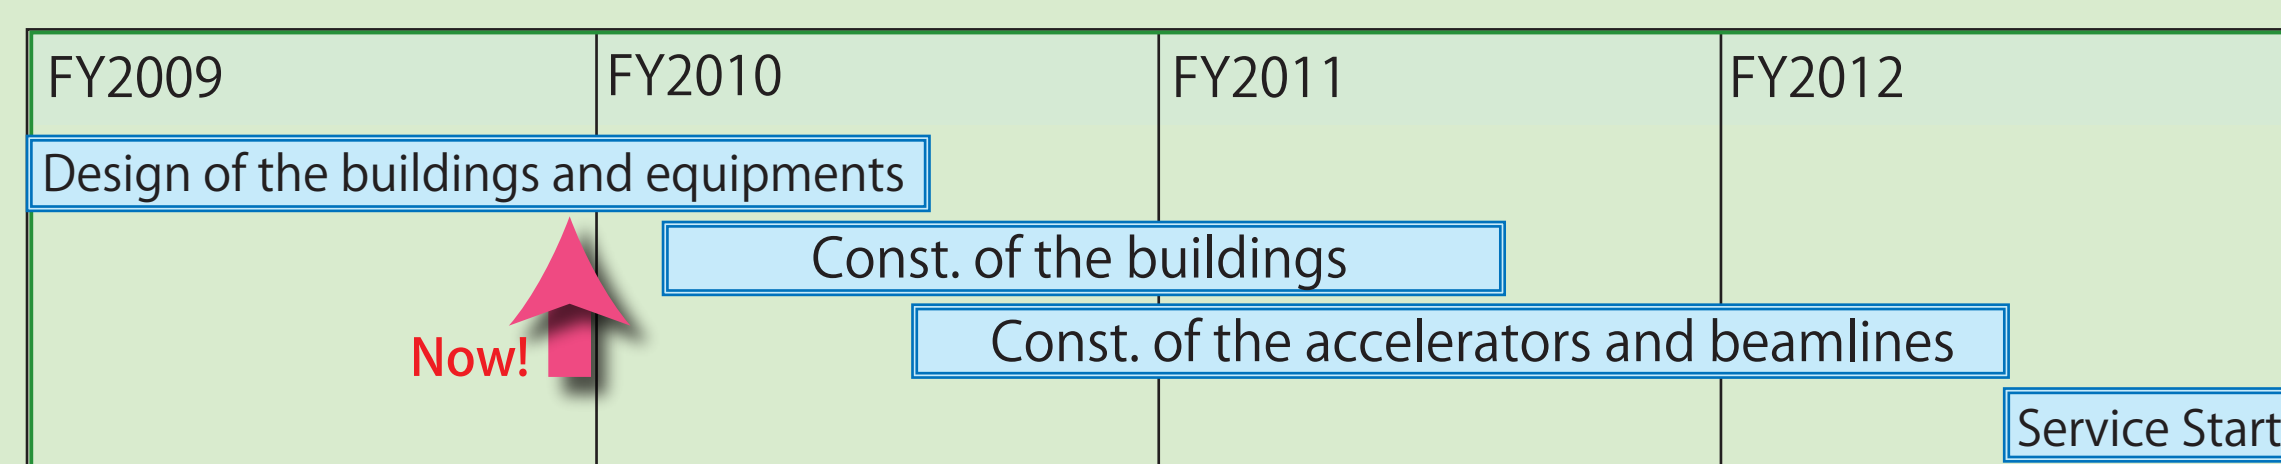 FY2009 FY2010 FY2011 FY2012
Design of the buildings and equipments
Const. of the buildings
Now!
Const. of the accelerators and beamlines
Service Start